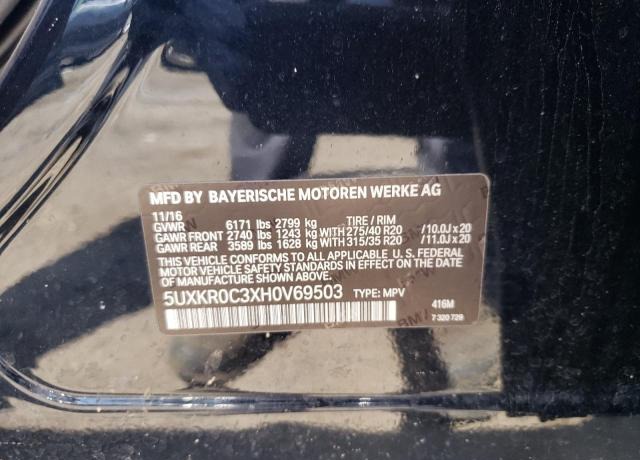 MFD BY BAYERISCHE MOTOREN WERKE AG
11/16
GVWR 6171 lbs 2799 kg TIRE / RIM
GAWR FRONT 2740 lbs 1243 kg WITH 275/40 R20 /10.0J x 20
GAWR REAR 3589 lbs 1628 kg WITH 315/35 R20 /11.0J x 20
THIS VEHICLE CONFORMS TO ALL APPLICABLE U. S. FEDERAL
MOTOR VEHICLE SAFETY STANDARDS IN EFFECT ON THE DATE
OF MANUFACTURE SHOWN ABOVE.
5UXKR0C3XH0V69503 TYPE: MPV 416M
7 320 729